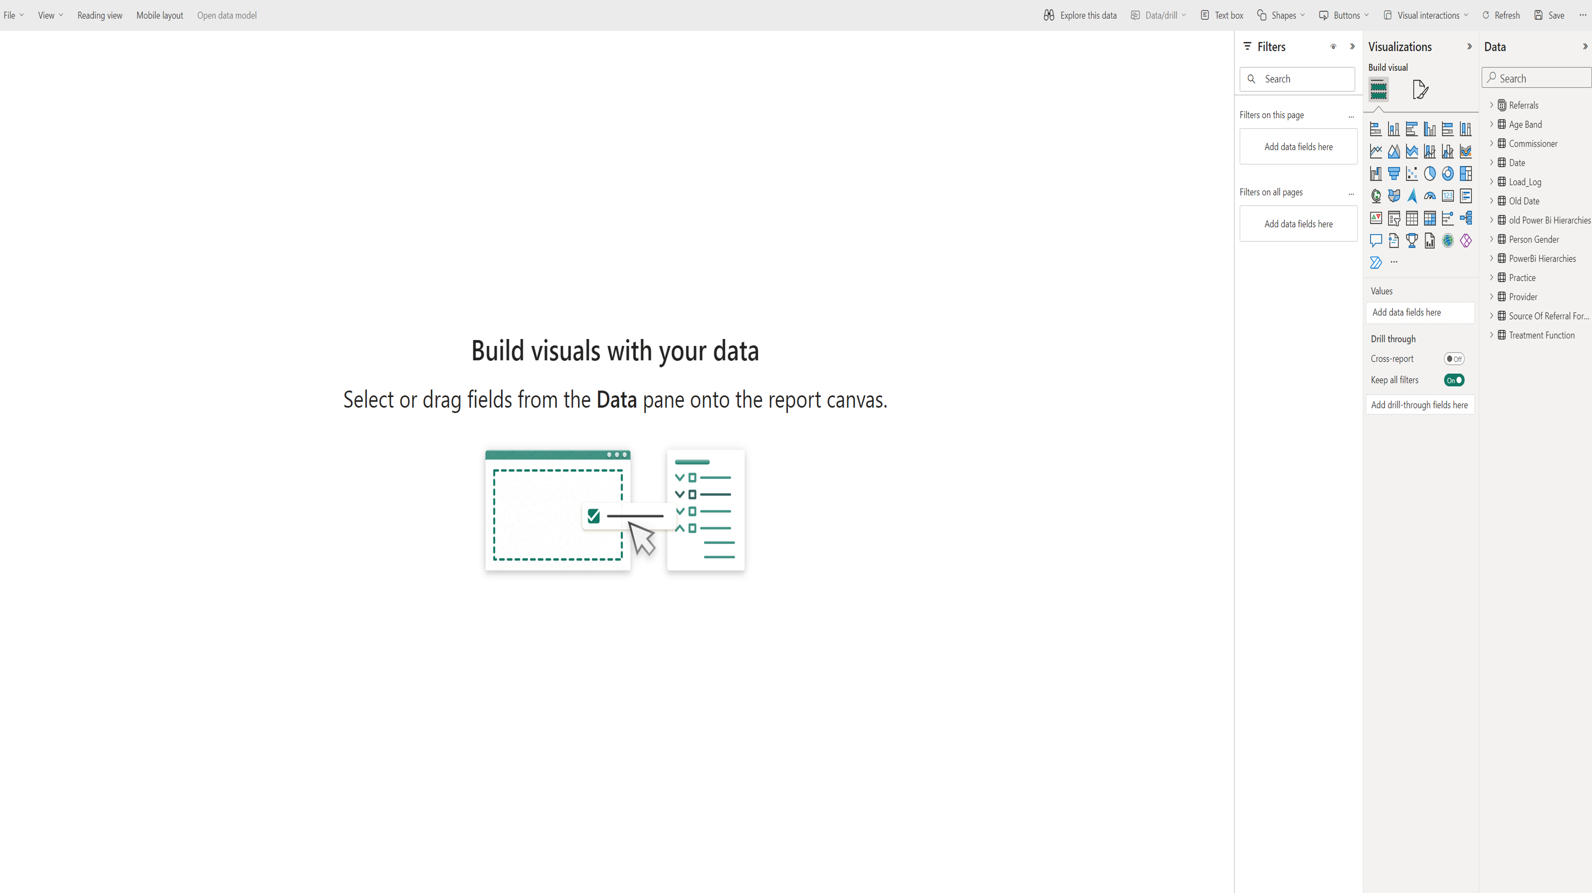 File View Reading view Mobile layout Open data model Explore this data Data/drill Text box Shapes Buttons Visual interactions Refresh Save ...
Filters
Search
Filters on this page ...
Add data fields here
Filters on all pages ...
Add data fields here
Visualizations
Build visual
123
...
Values
Add data fields here
Drill through
Cross-report Off
Keep all filters On
Add drill-through fields here
Data
Search
Referrals
Age Band
Commissioner
Date
Load_Log
Old Date
old Power Bi Hierarchies
Person Gender
PowerBi Hierarchies
Practice
Provider
Source Of Referral For...
Treatment Function
Build visuals with your data
Select or drag fields from the Data pane onto the report canvas.